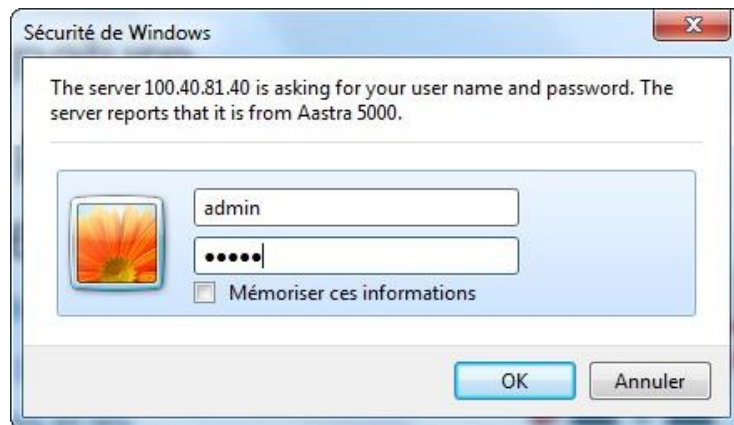 Sécurité de Windows
The server 100.40.81.40 is asking for your user name and password. The
server reports that it is from Aastra 5000.
admin
●●●●●
Mémoriser ces informations
OK
Annuler